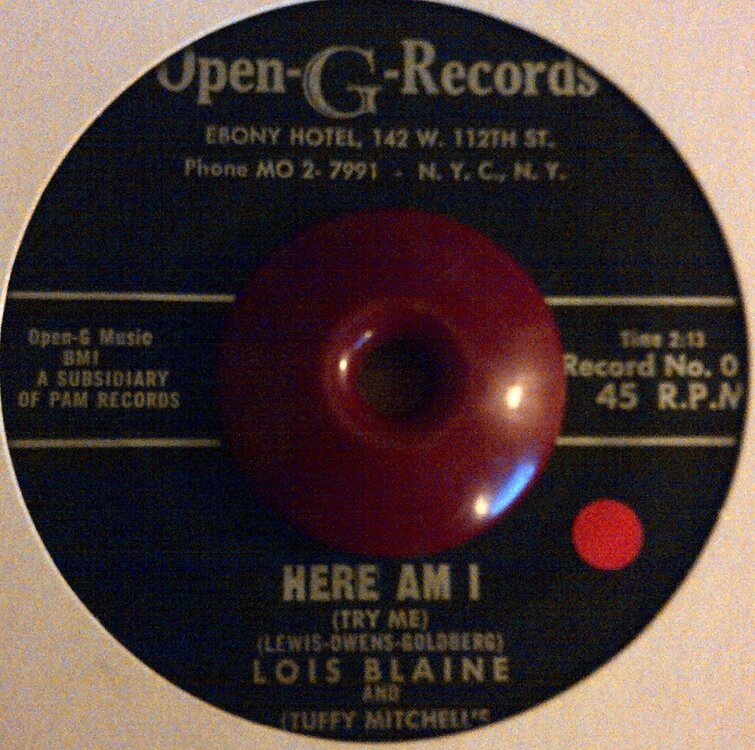 Open-G-Records
EBONY HOTEL, 142 W. 112TH ST.
Phone MO 2-7991 - N. Y. C., N. Y.
Open-G Music
BMI
A SUBSIDIARY
OF PAM RECORDS
Time 2:13
Record No. 0
45 R.P.M
HERE AM I
(TRY ME)
(LEWIS-OWENS-GOLDBERG)
LOIS BLAINE
AND
(TUFFY MITCHELL'S